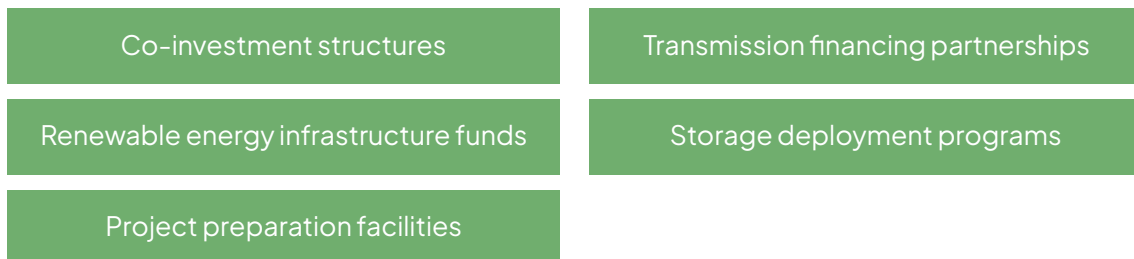 Co-investment structures
Transmission financing partnerships
Renewable energy infrastructure funds
Storage deployment programs
Project preparation facilities